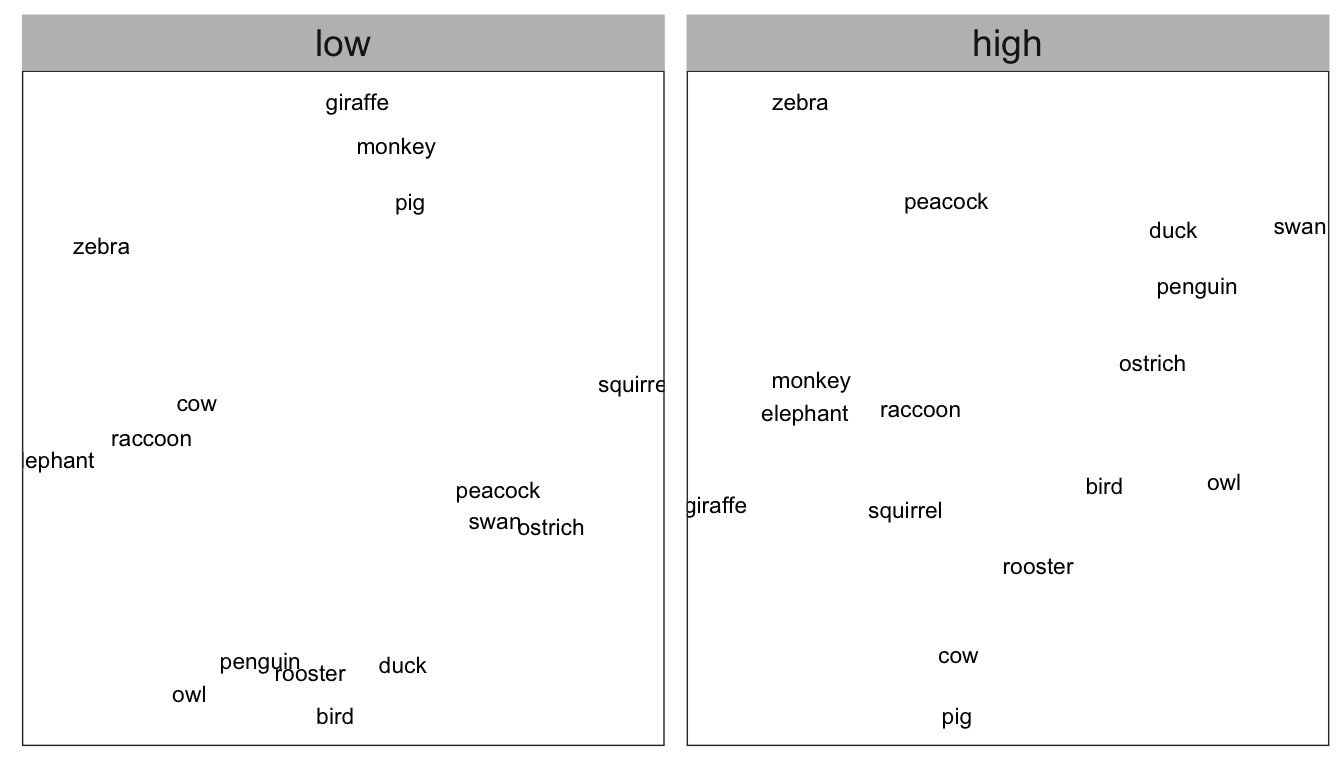 low
giraffe
monkey
pig
zebra
squirre
cow
raccoon
lephant
peacock
swan
ostrich
penguin
rooster
duck
owl
bird
high
zebra
peacock
duck
swan
penguin
ostrich
monkey
elephant
raccoon
bird
owl
giraffe
squirrel
rooster
cow
pig